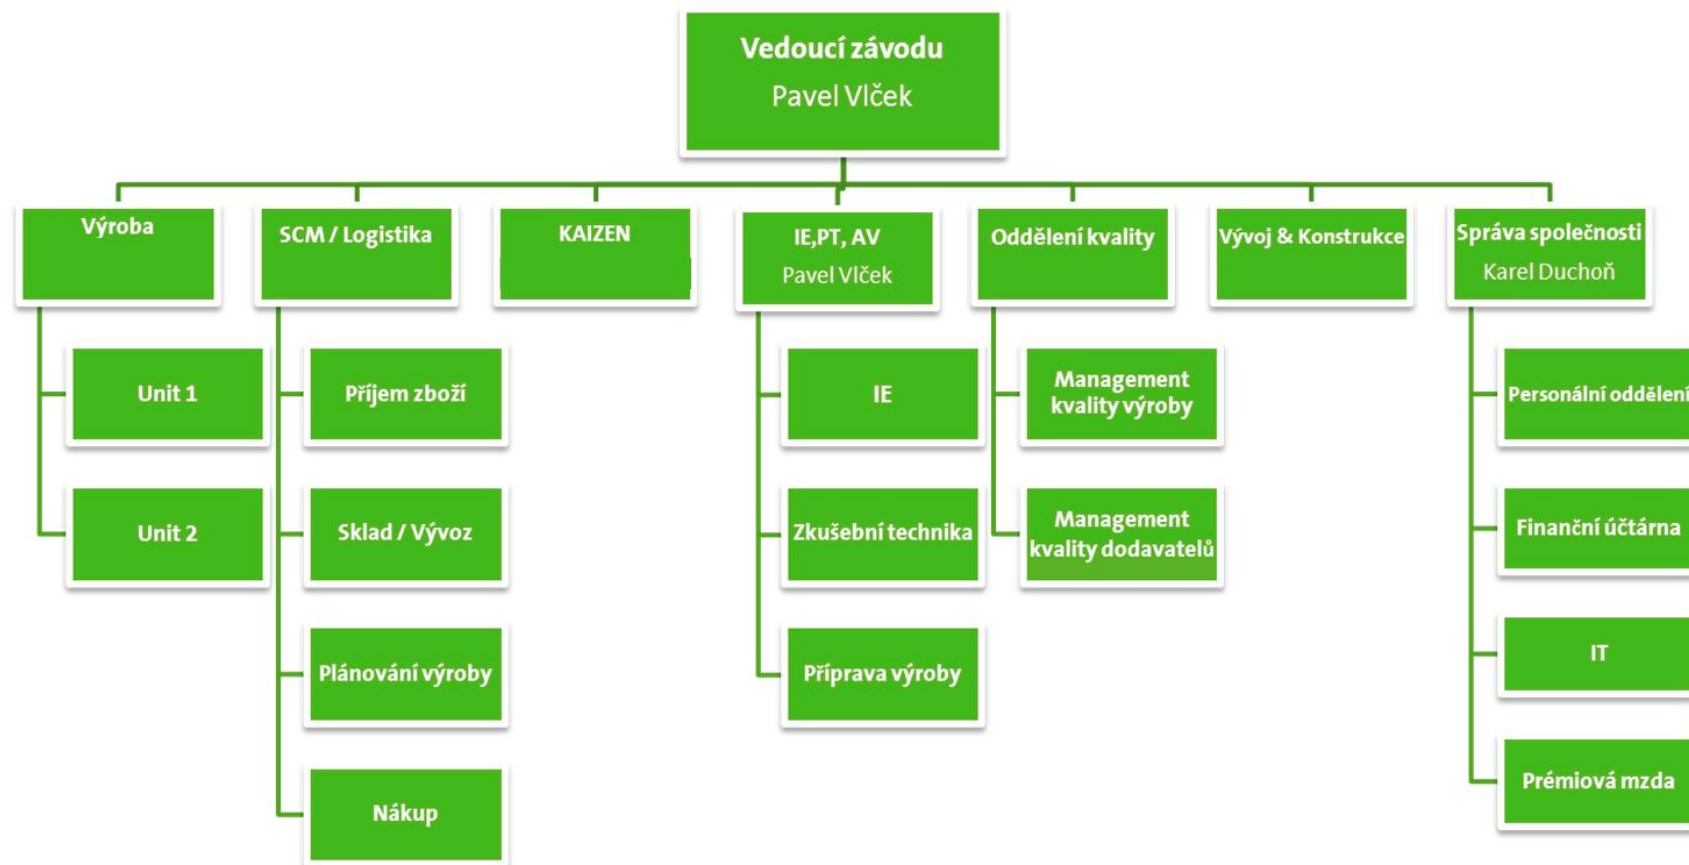 Vedoucí závodu
Pavel Vlček
Výroba
SCM / Logistika
KAIZEN
IE,PT, AV
Pavel Vlček
Oddělení kvality
Vývoj & Konstrukce
Správa společnosti
Karel Duchoň
Unit 1
Příjem zboží
IE
Management
kvality výroby
Personální oddělení
Unit 2
Sklad / Vývoz
Zkušební technika
Management
kvality dodavatelů
Finanční účtárna
Plánování výroby
Příprava výroby
IT
Nákup
Prémiová mzda